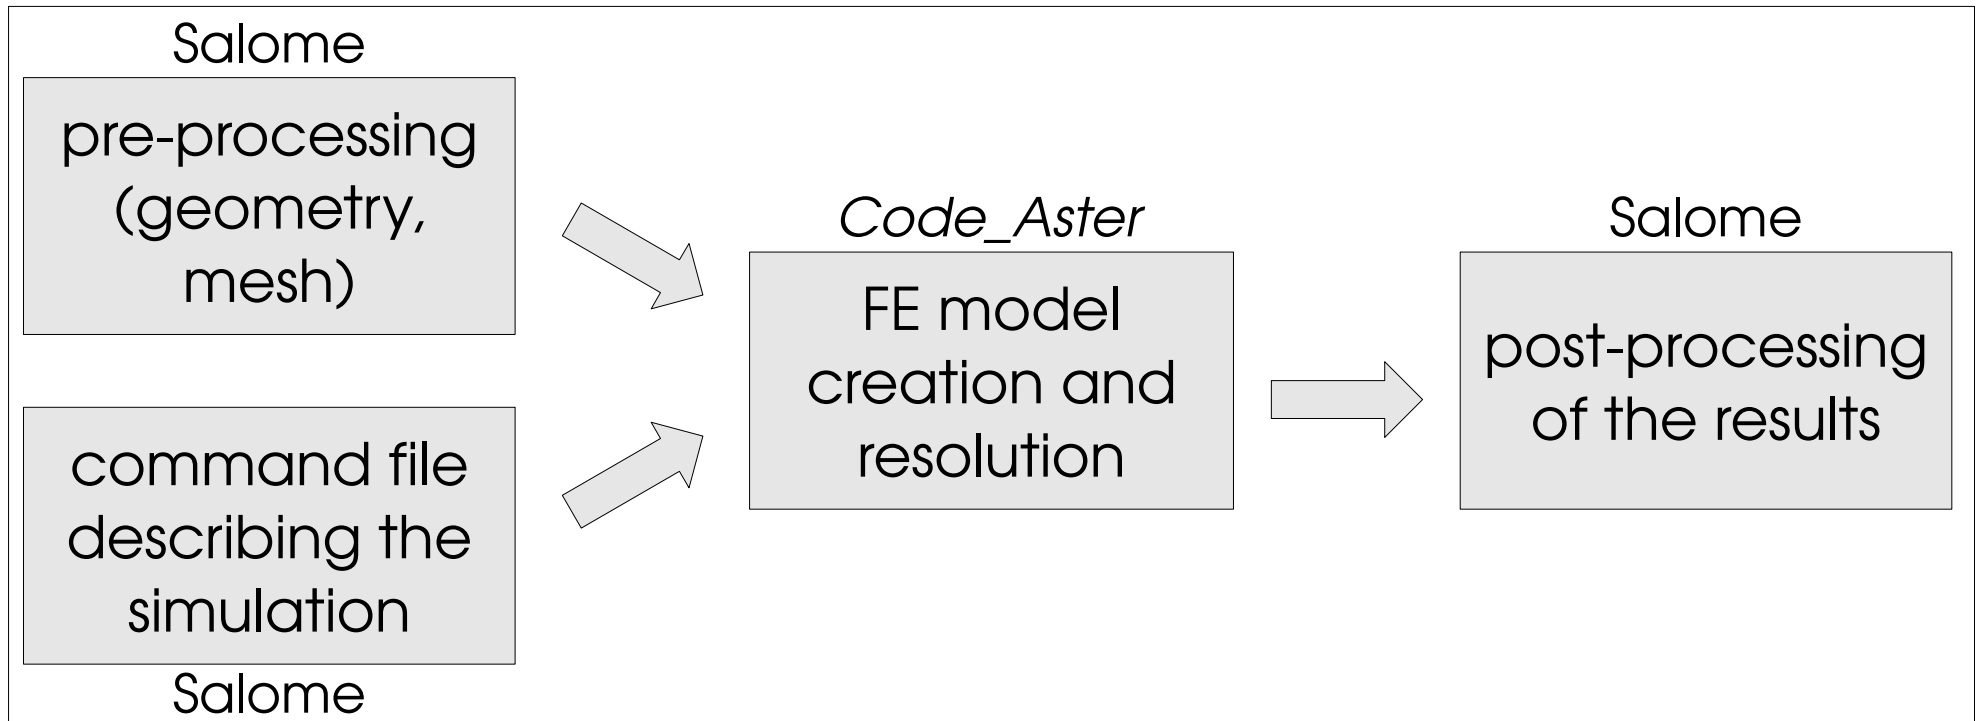 Salome
pre-processing
(geometry,
mesh)
command file
describing the
simulation
Salome
Code_Aster
FE model
creation and
resolution
Salome
post-processing
of the results